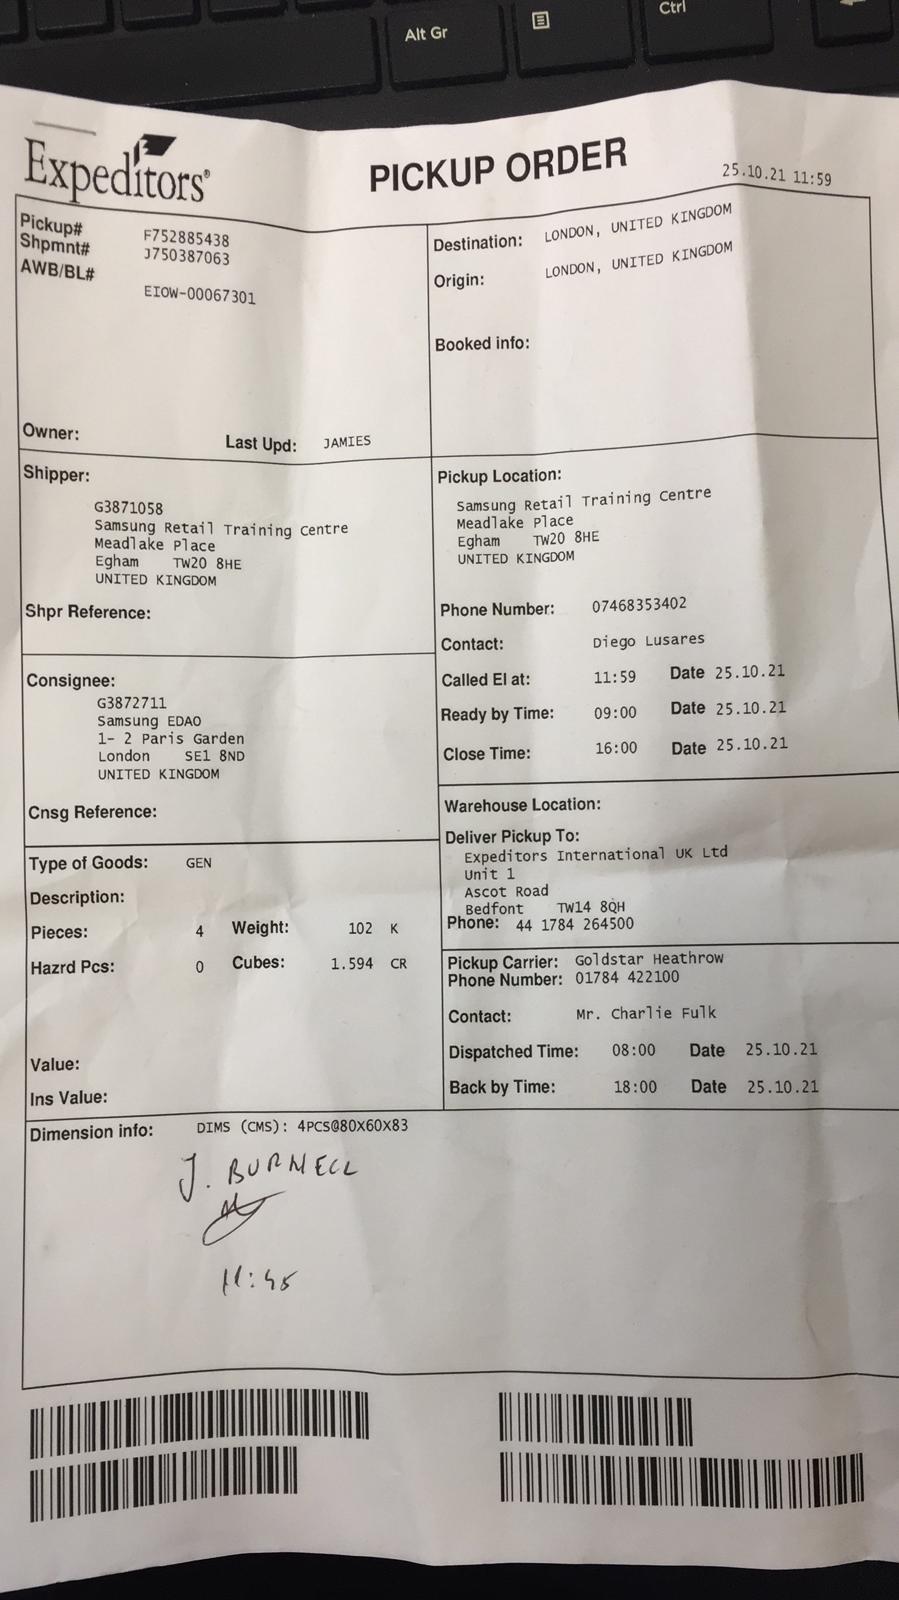 Alt Gr
Ctrl
Expeditors®
PICKUP ORDER
25.10.21 11:59
Pickup# F752885438
Shpmnt# J750387063
AWB/BL#
EIOW-00067301
Owner: Last Upd: JAMIES
Destination: LONDON, UNITED KINGDOM
Origin: LONDON, UNITED KINGDOM
Booked info:
Shipper:
G3871058
Samsung Retail Training Centre
Meadlake Place
Egham TW20 8HE
UNITED KINGDOM
Shpr Reference:
Pickup Location:
Samsung Retail Training Centre
Meadlake Place
Egham TW20 8HE
UNITED KINGDOM
Phone Number: 07468353402
Contact: Diego Lusares
Called EI at: 11:59 Date 25.10.21
Ready by Time: 09:00 Date 25.10.21
Close Time: 16:00 Date 25.10.21
Consignee:
G3872711
Samsung EDAO
1- 2 Paris Garden
London SE1 8ND
UNITED KINGDOM
Cnsg Reference:
Warehouse Location:
Deliver Pickup To:
Expeditors International UK Ltd
Unit 1
Ascot Road
Bedfont TW14 8QH
Phone: 44 1784 264500
Type of Goods: GEN
Description:
Pieces: 4 Weight: 102 K
Hazrd Pcs: 0 Cubes: 1.594 CR
Value:
Ins Value:
Pickup Carrier: Goldstar Heathrow
Phone Number: 01784 422100
Contact: Mr. Charlie Fulk
Dispatched Time: 08:00 Date 25.10.21
Back by Time: 18:00 Date 25.10.21
Dimension info: DIMS (CMS): 4PCS@80X60X83
J. BURNELL
11:45